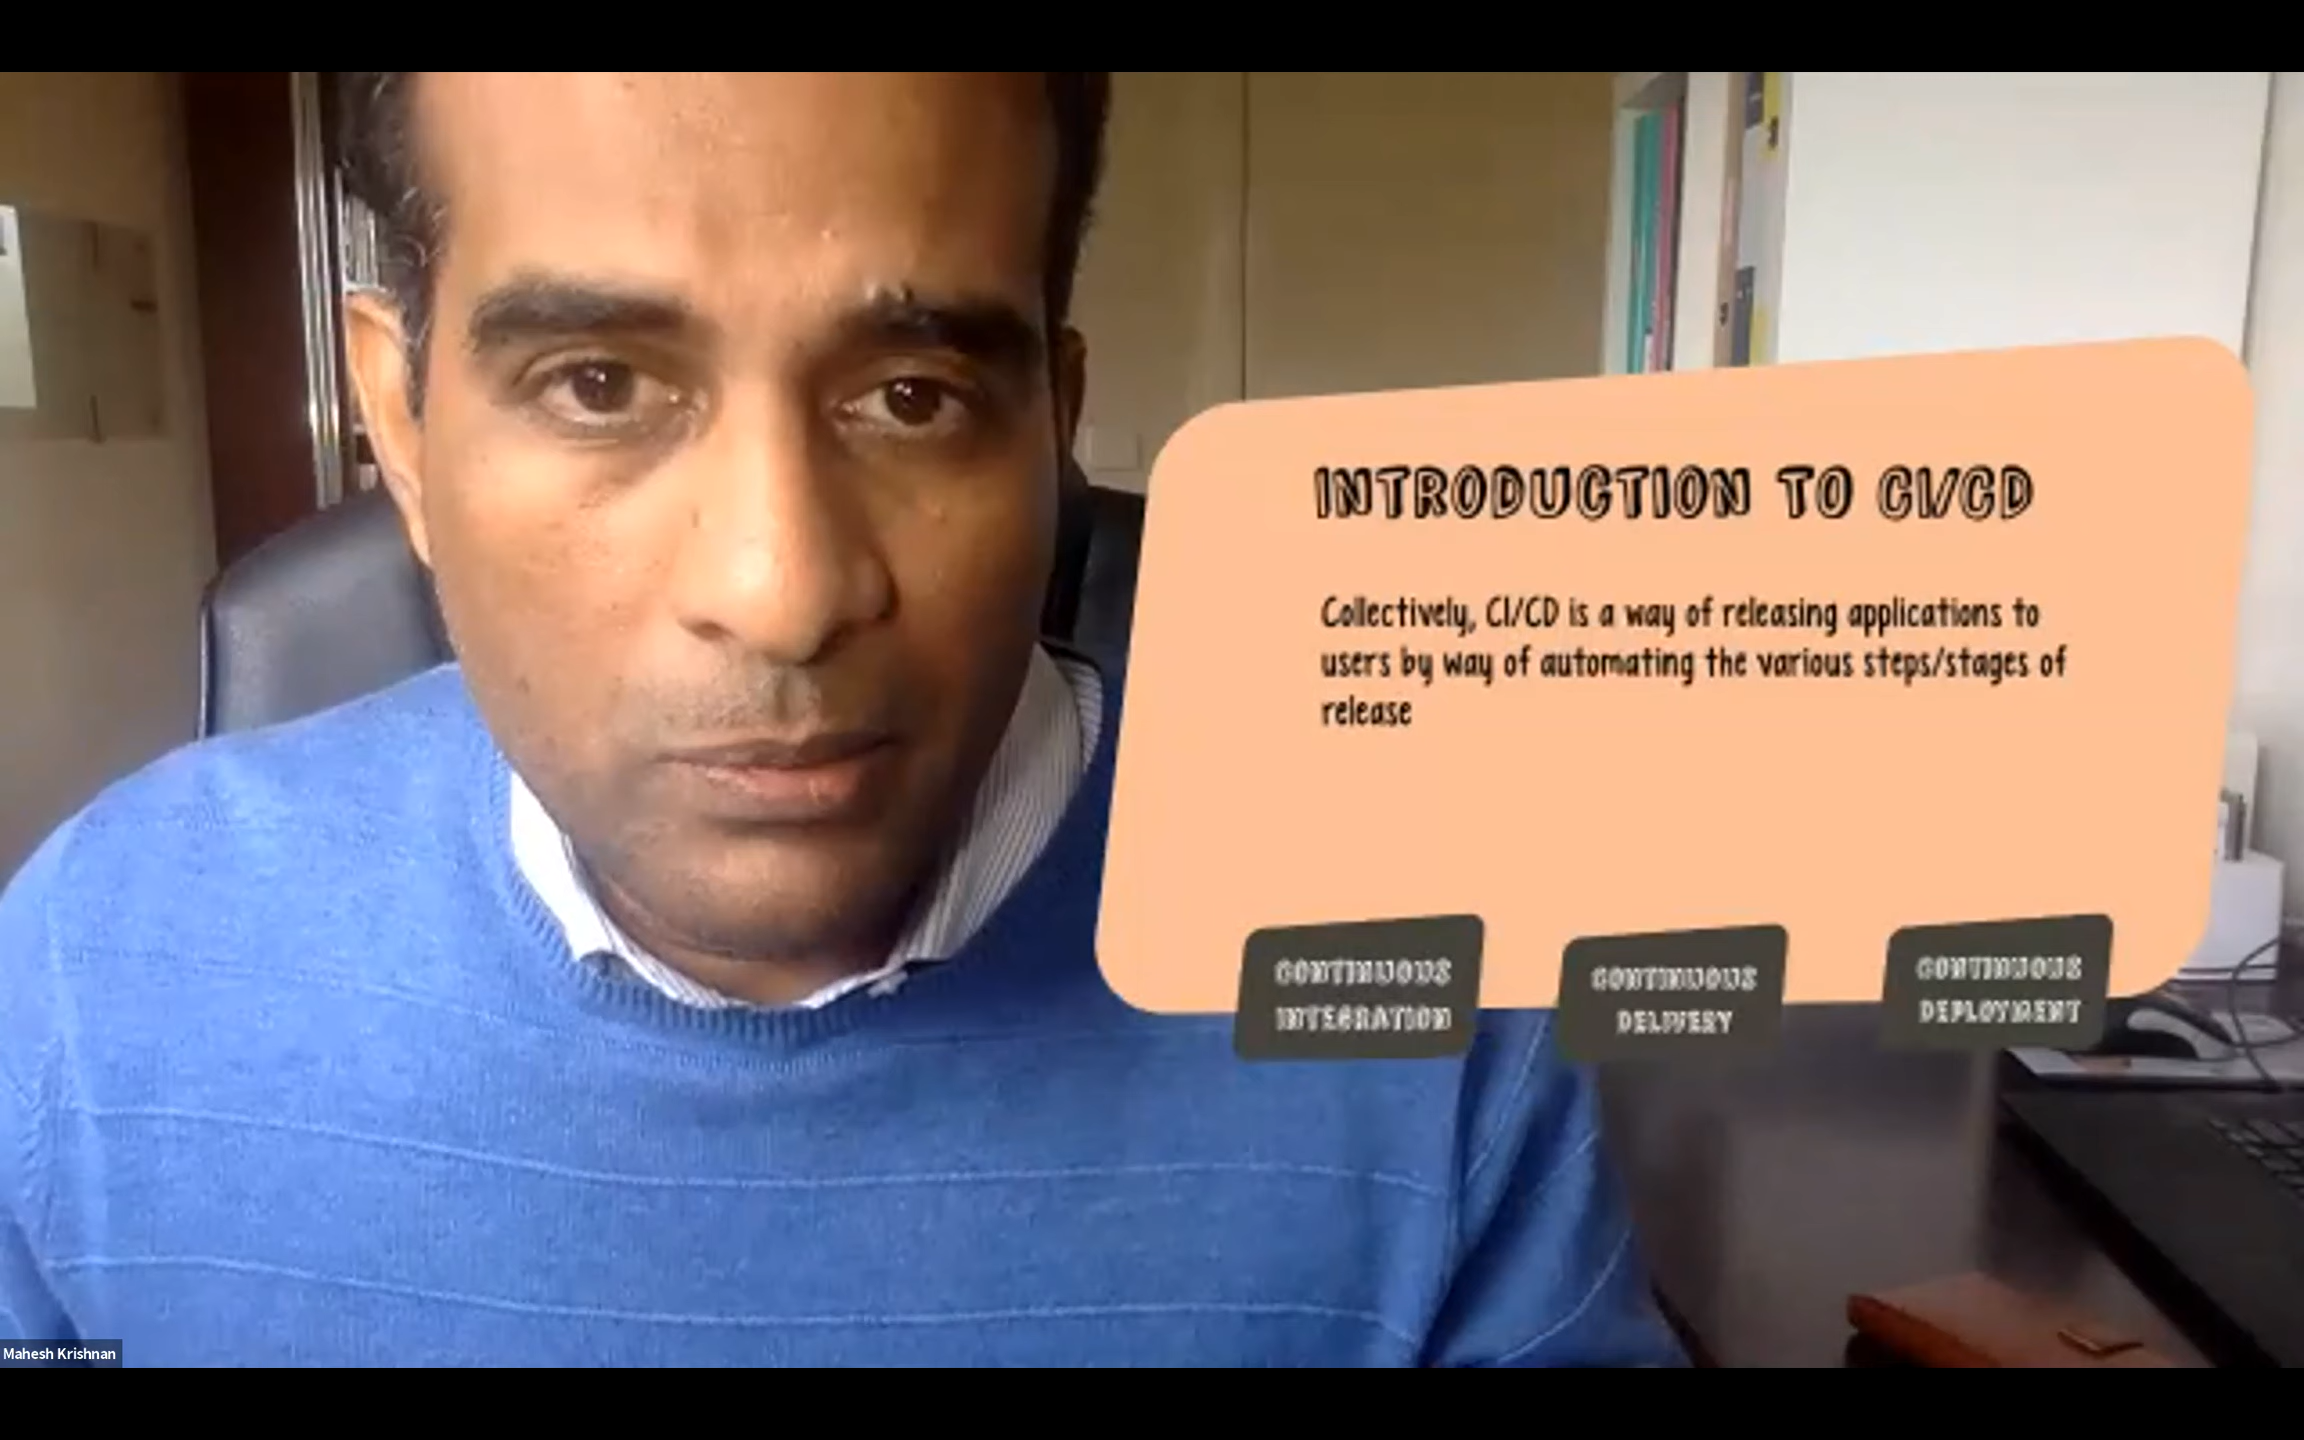 INTRODUCTION TO CI/CD
Collectively, CI/CD is a way of releasing applications to
users by way of automating the various steps/stages of
release
CONTINUOUS
INTEGRATION
CONTINUOUS
DELIVERY
CONTINUOUS
DEPLOYMENT
Mahesh Krishnan